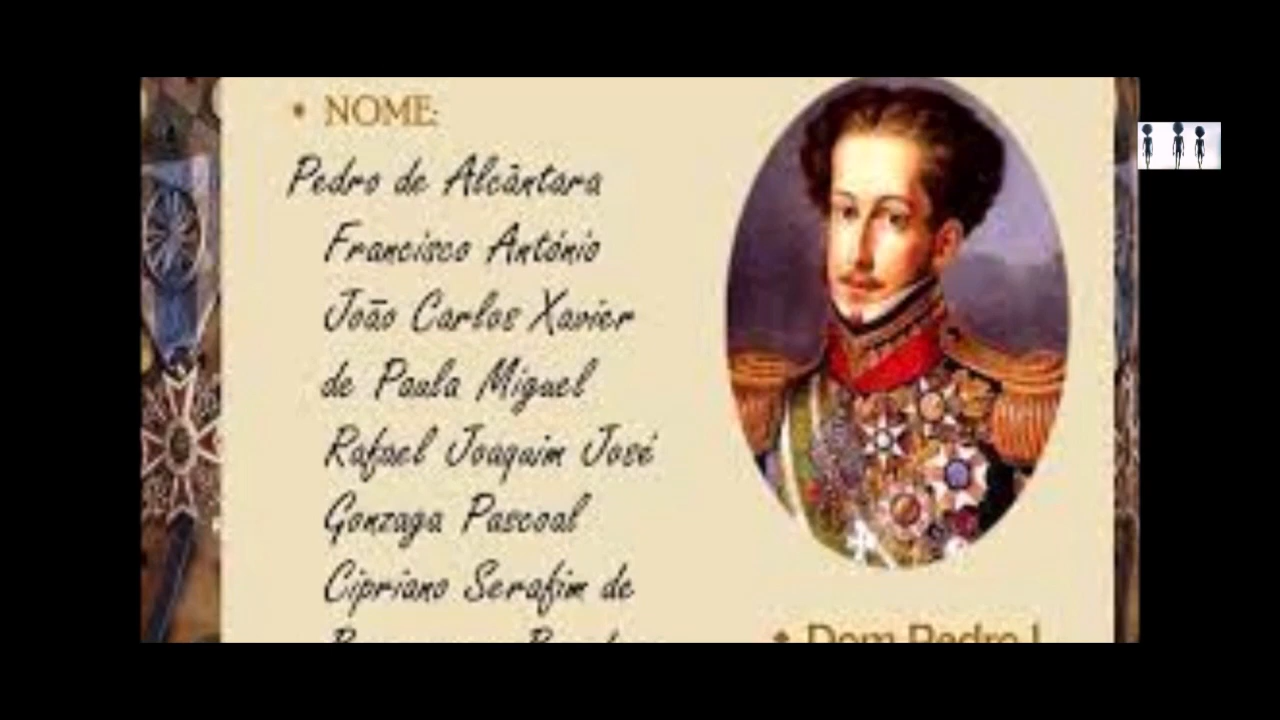 • NOME:
Pedro de Alcântara
Francisco António
João Carlos Xavier
de Paula Miguel
Rafael Joaquim José
Gonzaga Pascoal
Cipriano Serafim de
• Dom Pedro I